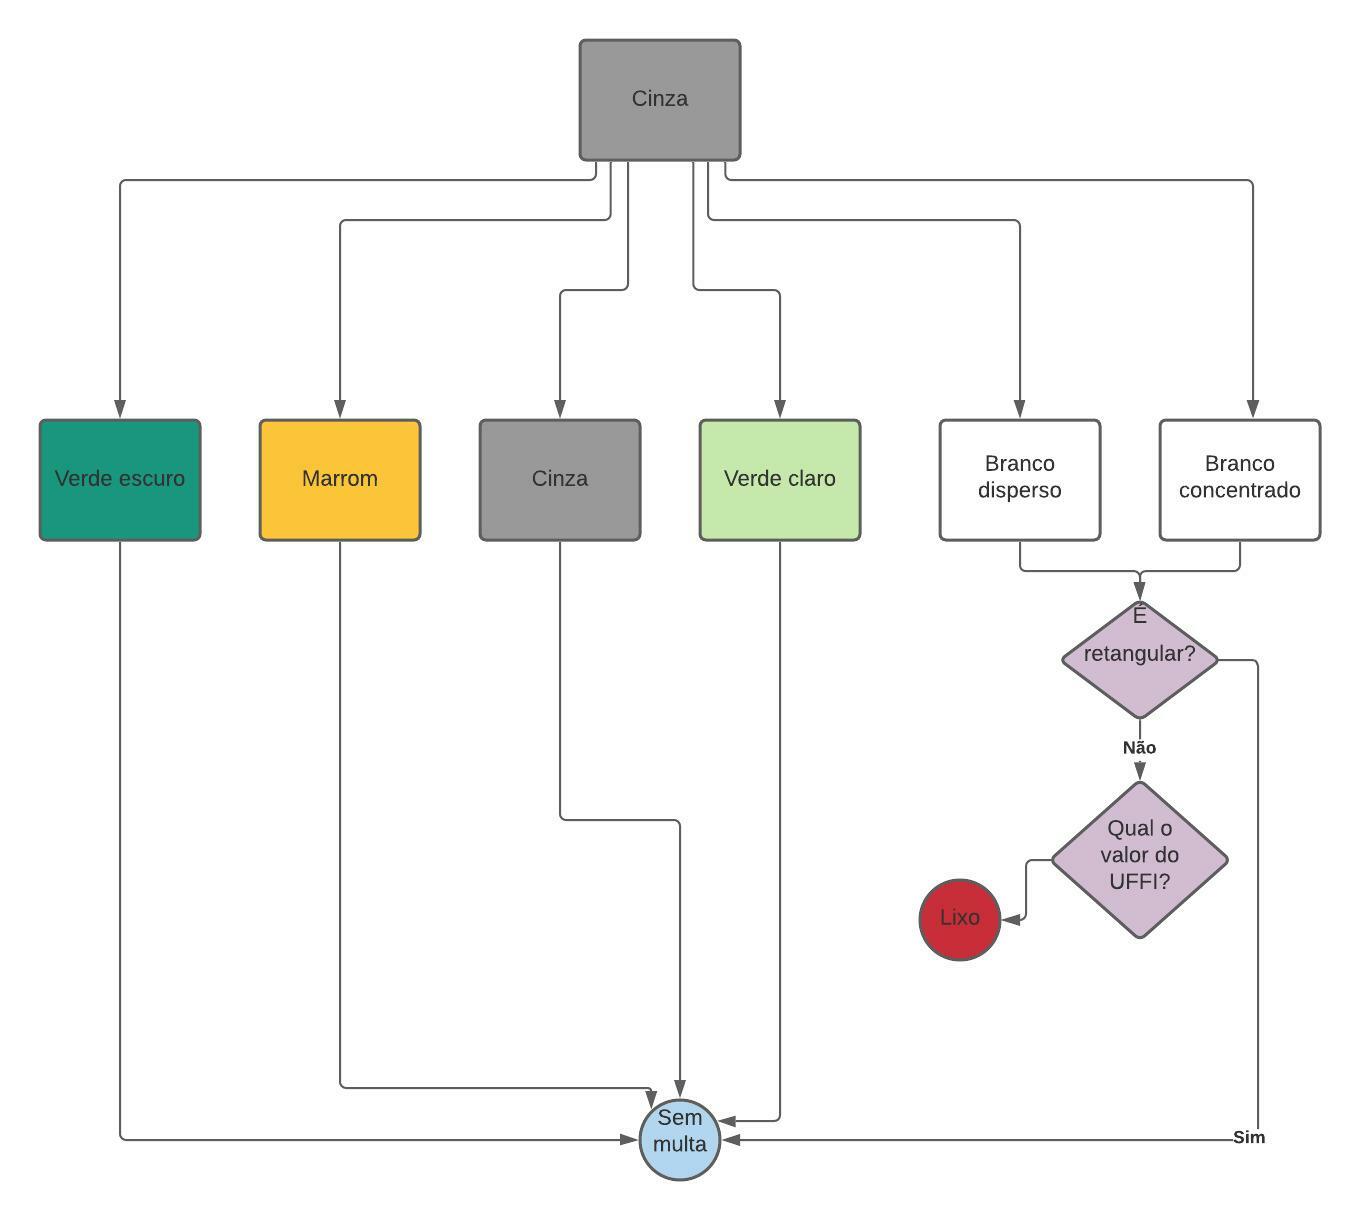 Cinza
Verde escuro
Marrom
Cinza
Verde claro
Branco
disperso
Branco
concentrado
É
retangular?
Não
Qual o
valor do
UFFI?
Lixo
Sem
multa
Sim